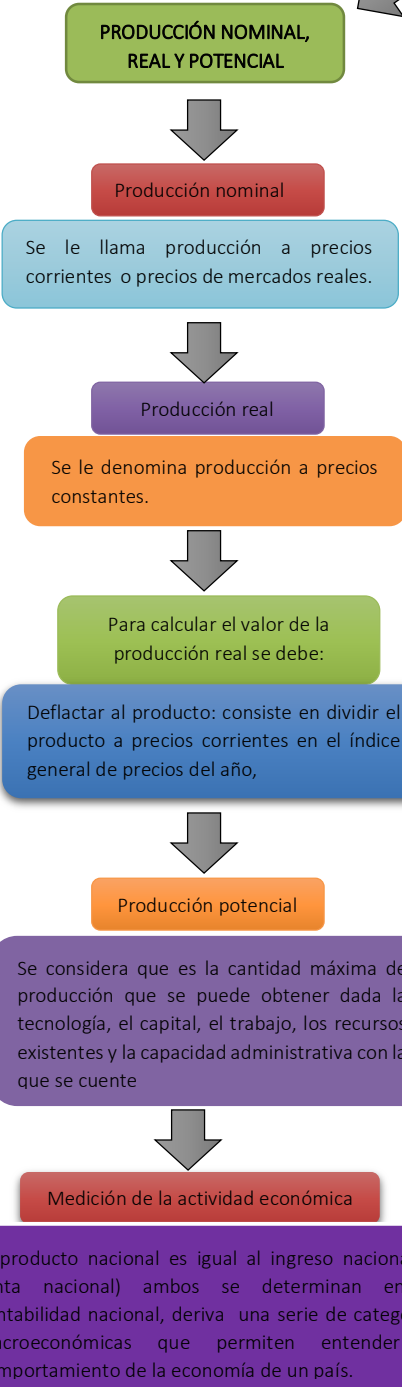 PRODUCCIÓN NOMINAL,
REAL Y POTENCIAL
Producción nominal
Se le llama producción a precios
corrientes o precios de mercados reales.
Producción real
Se le denomina producción a precios
constantes.
Para calcular el valor de la
producción real se debe:
Deflactar al producto: consiste en dividir el
producto a precios corrientes en el índice
general de precios del año,
Producción potencial
Se considera que es la cantidad máxima de
producción que se puede obtener dada la
tecnología, el capital, el trabajo, los recursos
existentes y la capacidad administrativa con la
que se cuente
Medición de la actividad económica
producto nacional es igual al ingreso naciona
nta nacional) ambos se determinan en
ntabilidad nacional, deriva una serie de catego
acroeconómicas que permiten entender
mportamiento de la economía de un país.